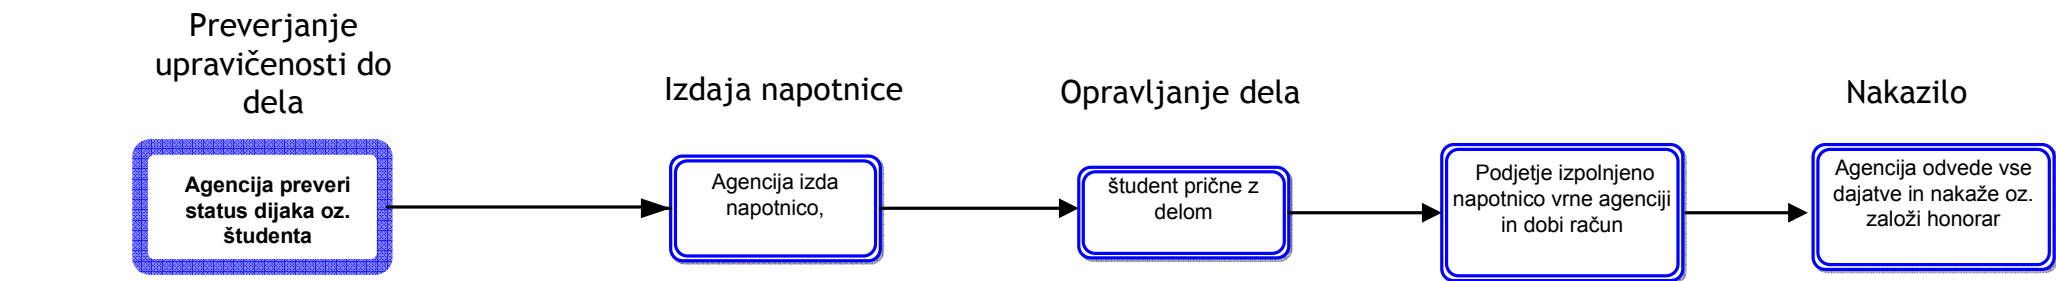 Preverjanje
upravičenosti do
dela
Izdaja napotnice
Opravljanje dela
Nakazilo
Agencija preveri
status dijaka oz.
študenta
Agencija izda
napotnico,
študent prične z
delom
Podjetje izpolnjeno
napotnico vrne agenciji
in dobi račun
Agencija odvede vse
dajatve in nakaže oz.
založi honorar